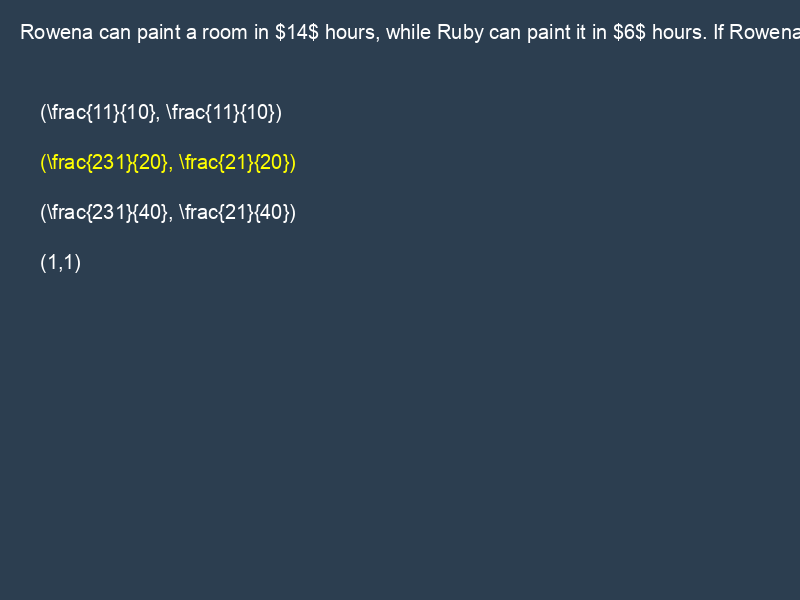 Rowena can paint a room in $14$ hours, while Ruby can paint it in $6$ hours. If Rowena
(\frac{11}{10}, \frac{11}{10})
(\frac{231}{20}, \frac{21}{20})
(\frac{231}{40}, \frac{21}{40})
(1,1)